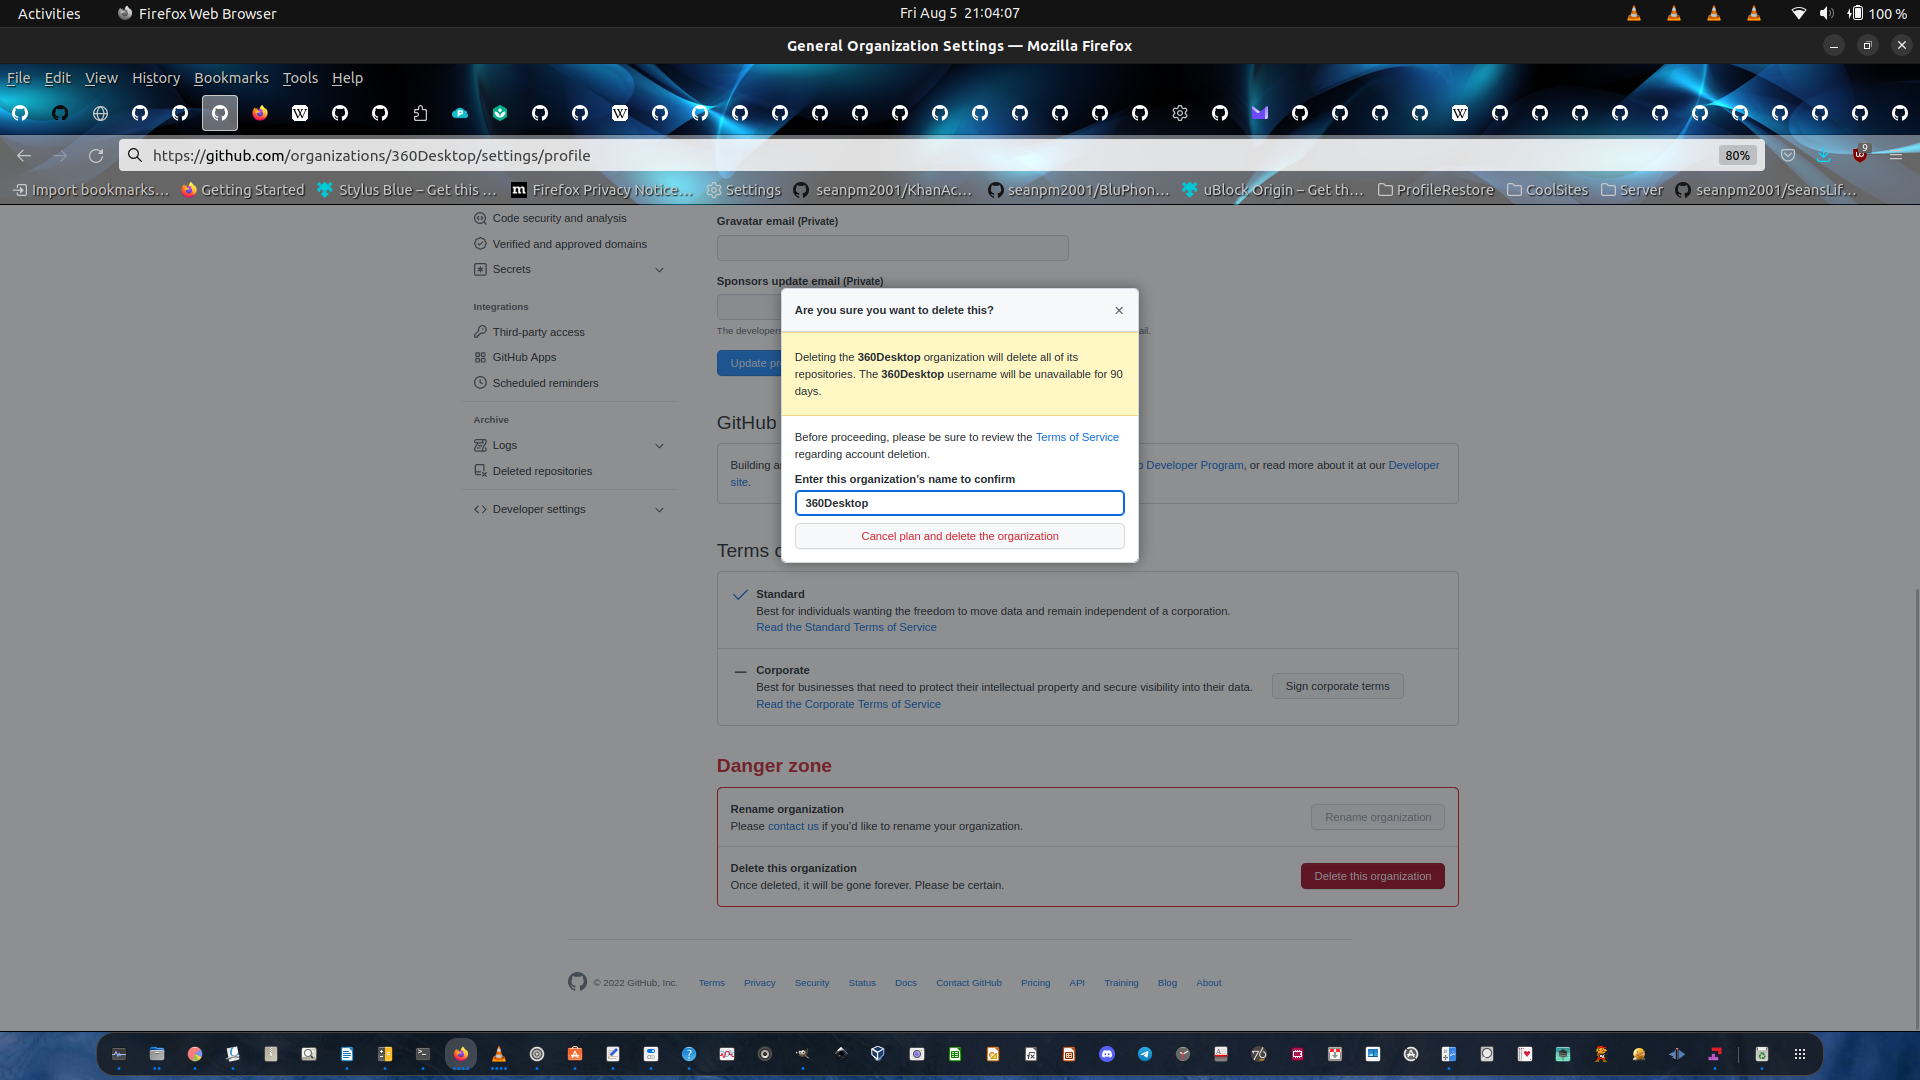 Activities
Firefox Web Browser
Fri Aug 5 21:04:07
100 %
General Organization Settings — Mozilla Firefox
File Edit View History Bookmarks Tools Help
https://github.com/organizations/360Desktop/settings/profile
80%
9
Import bookmarks…
Getting Started
Stylus Blue – Get this …
Firefox Privacy Notice…
Settings
seanpm2001/KhanAc…
seanpm2001/BluPhon…
uBlock Origin – Get th…
ProfileRestore
CoolSites
Server
seanpm2001/SeansLif…
Code security and analysis
Verified and approved domains
Secrets
Integrations
Third-party access
GitHub Apps
Scheduled reminders
Archive
Logs
Deleted repositories
Developer settings
Gravatar email (Private)
Sponsors update email (Private)
The developer
ail.
Update pr
GitHub
Building a
Developer Program, or read more about it at our Developer
site.
Terms o
Are you sure you want to delete this?
Deleting the 360Desktop organization will delete all of its
repositories. The 360Desktop username will be unavailable for 90
days.
Before proceeding, please be sure to review the Terms of Service
regarding account deletion.
Enter this organization's name to confirm
360Desktop
Cancel plan and delete the organization
Standard
Best for individuals wanting the freedom to move data and remain independent of a corporation.
Read the Standard Terms of Service
Corporate
Best for businesses that need to protect their intellectual property and secure visibility into their data.
Read the Corporate Terms of Service
Sign corporate terms
Danger zone
Rename organization
Please contact us if you'd like to rename your organization.
Rename organization
Delete this organization
Once deleted, it will be gone forever. Please be certain.
Delete this organization
© 2022 GitHub, Inc.
Terms
Privacy
Security
Status
Docs
Contact GitHub
Pricing
API
Training
Blog
About